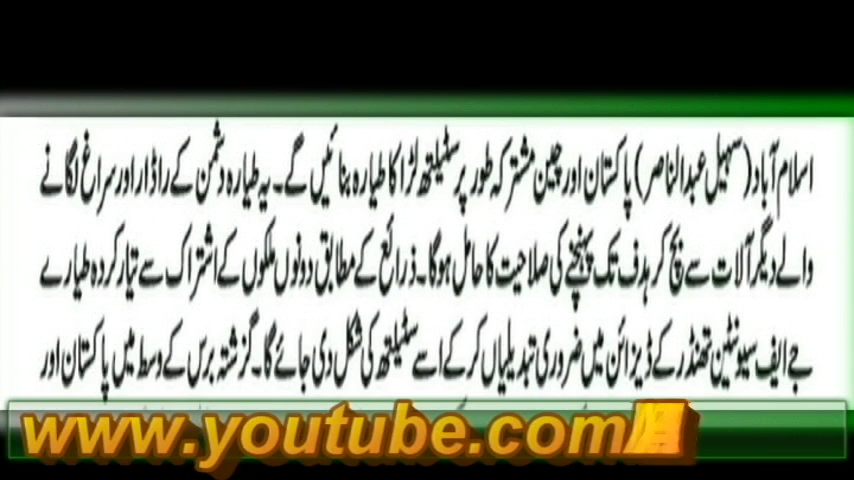 اسلام آباد (سہیل عبدالناصر) پاکستان اور چین مشترکہ طور پر سٹیلتھ لڑاکا طیارہ بنائیں گے۔ یہ طیارہ دشمن کے راڈار اور سراغ لگانے
والے دیگر آلات سے بچ کر ہدف تک پہنچنے کی صلاحیت کا حامل ہوگا۔ ذرائع کے مطابق دونوں ملکوں کے اشتراک سے تیار کردہ طیارے
جے ایف سیونٹین تھنڈر کے ڈیزائن میں ضروری تبدیلیاں کر کے اسے سٹیلتھ کی شکل دی جائے گا۔ گزشتہ برس کے وسط میں پاکستان اور
www.youtube.com/